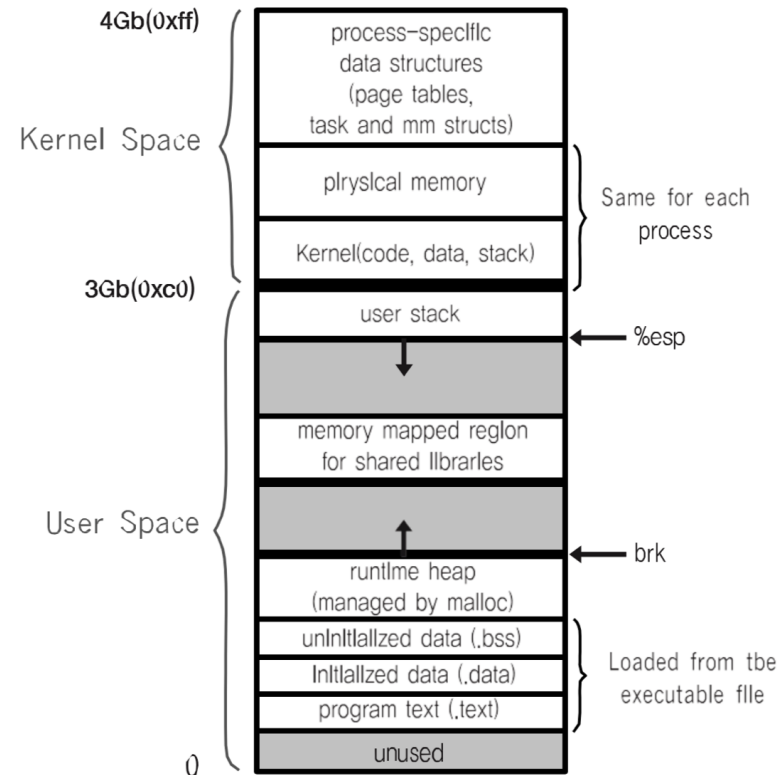 4Gb(0xff)
process-specIfIc
data structures
(page tables,
task and mm structs)
Kernel Space
pIrysIcal memory
Same for each
process
Kernel(code, data, stack)
3Gb(0xc0)
user stack
%esp
memory mapped regIon
for shared lIbrarIes
User Space
brk
runtIme heap
(managed by malloc)
unInItIalIzed data (.bss)
InItIalIzed data (.data)
Loaded from tbe
executable fIle
program text (.text)
unused
0